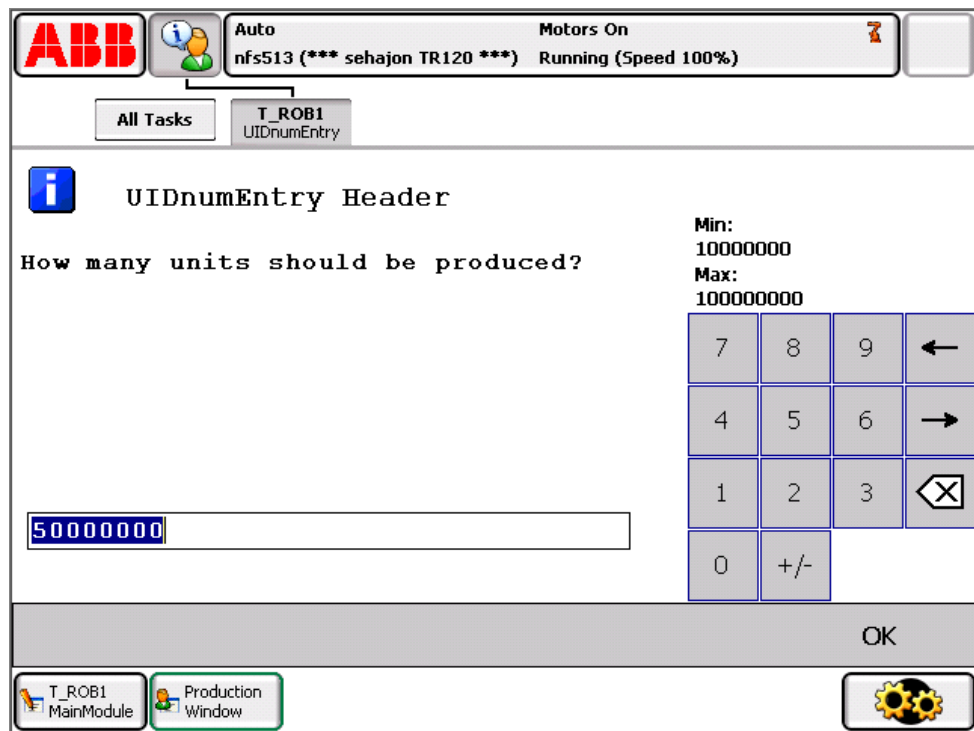 ABB
Auto
nfs513 (*** sehajon TR120 ***)
Motors On
Running (Speed 100%)
All Tasks
T_ROB1
UIDnumEntry
i
UIDnumEntry Header
How many units should be produced?
Min:
10000000
Max:
100000000
7 8 9 ←
4 5 6 →
1 2 3
50000000
0 +/-
OK
T_ROB1
MainModule
Production
Window